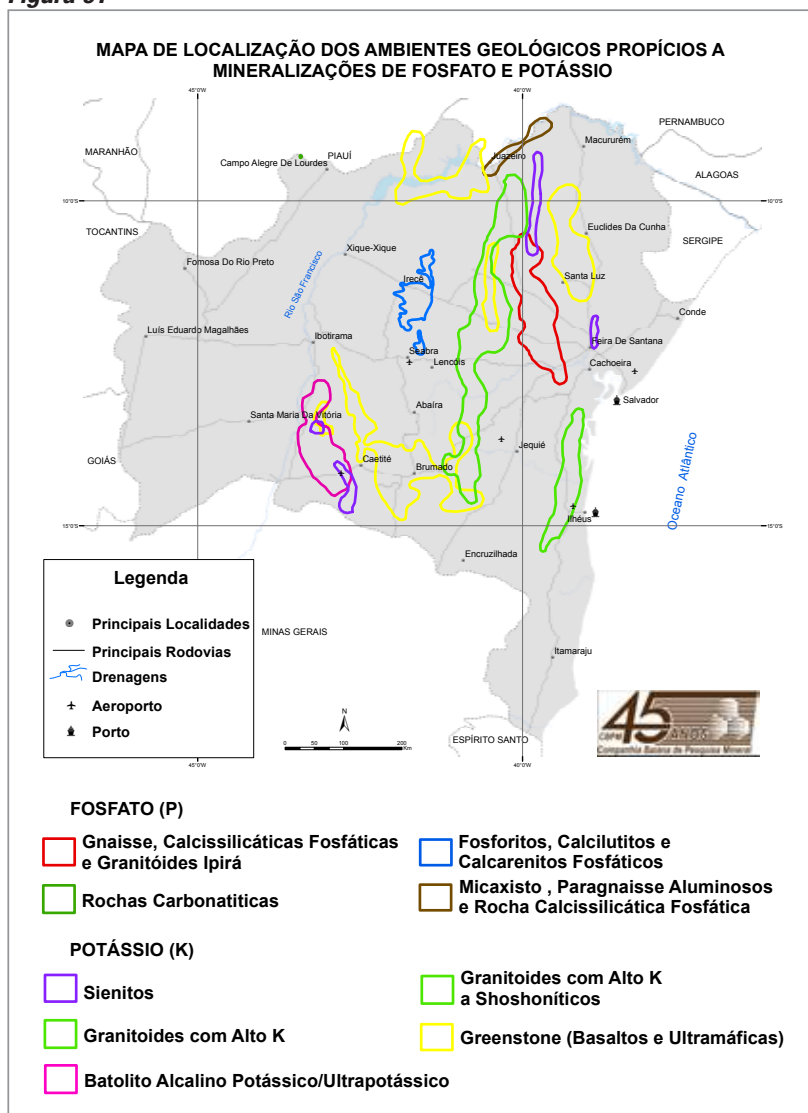 MAPA DE LOCALIZAÇÃO DOS AMBIENTES GEOLÓGICOS PROPÍCIOS A
MINERALIZAÇÕES DE FOSFATO E POTÁSSIO
45°0'W
40°0'W
PERNAMBUCO
MARANHÃO
PIAUÍ
Campo Alegre De Lourdes
Juazeiro
Macururém
ALAGOAS
10°0'S
10°0'S
TOCANTINS
Euclides Da Cunha
SERGIPE
Xique-Xique
Fomosa Do Rio Preto
Rio São Francisco
Irecê
Santa Luz
Conde
Luís Eduardo Magalhães
Ibotirama
Feira De Santana
Seabra
Lencóis
Cachoeira
Salvador
Abaíra
Santa Maria Da Vitória
GOIÁS
Caetité
Brumado
Jequié
Oceano Atlântico
15°0'S
15°0'S
Ilhéus
Encruzilhada
Legenda
Principais Localidades
Principais Rodovias
Drenagens
Aeroporto
Porto
MINAS GERAIS
Itamaraju
N
0 50 100 200
Km
ESPÍRITO SANTO
45°0'W
40°0'W
45 ANOS
CBPM
Companhia Baiana de Pesquisa Mineral
FOSFATO (P)
Gnaisse, Calcissilicáticas Fosfáticas
e Granitóides Ipirá
Fosforitos, Calcilutitos e
Calcarenitos Fosfáticos
Rochas Carbonatiticas
Micaxisto , Paragnaisse Aluminosos
e Rocha Calcissilicática Fosfática
POTÁSSIO (K)
Sienitos
Granitoides com Alto K
a Shoshoníticos
Granitoides com Alto K
Greenstone (Basaltos e Ultramáficas)
Batolito Alcalino Potássico/Ultrapotássico